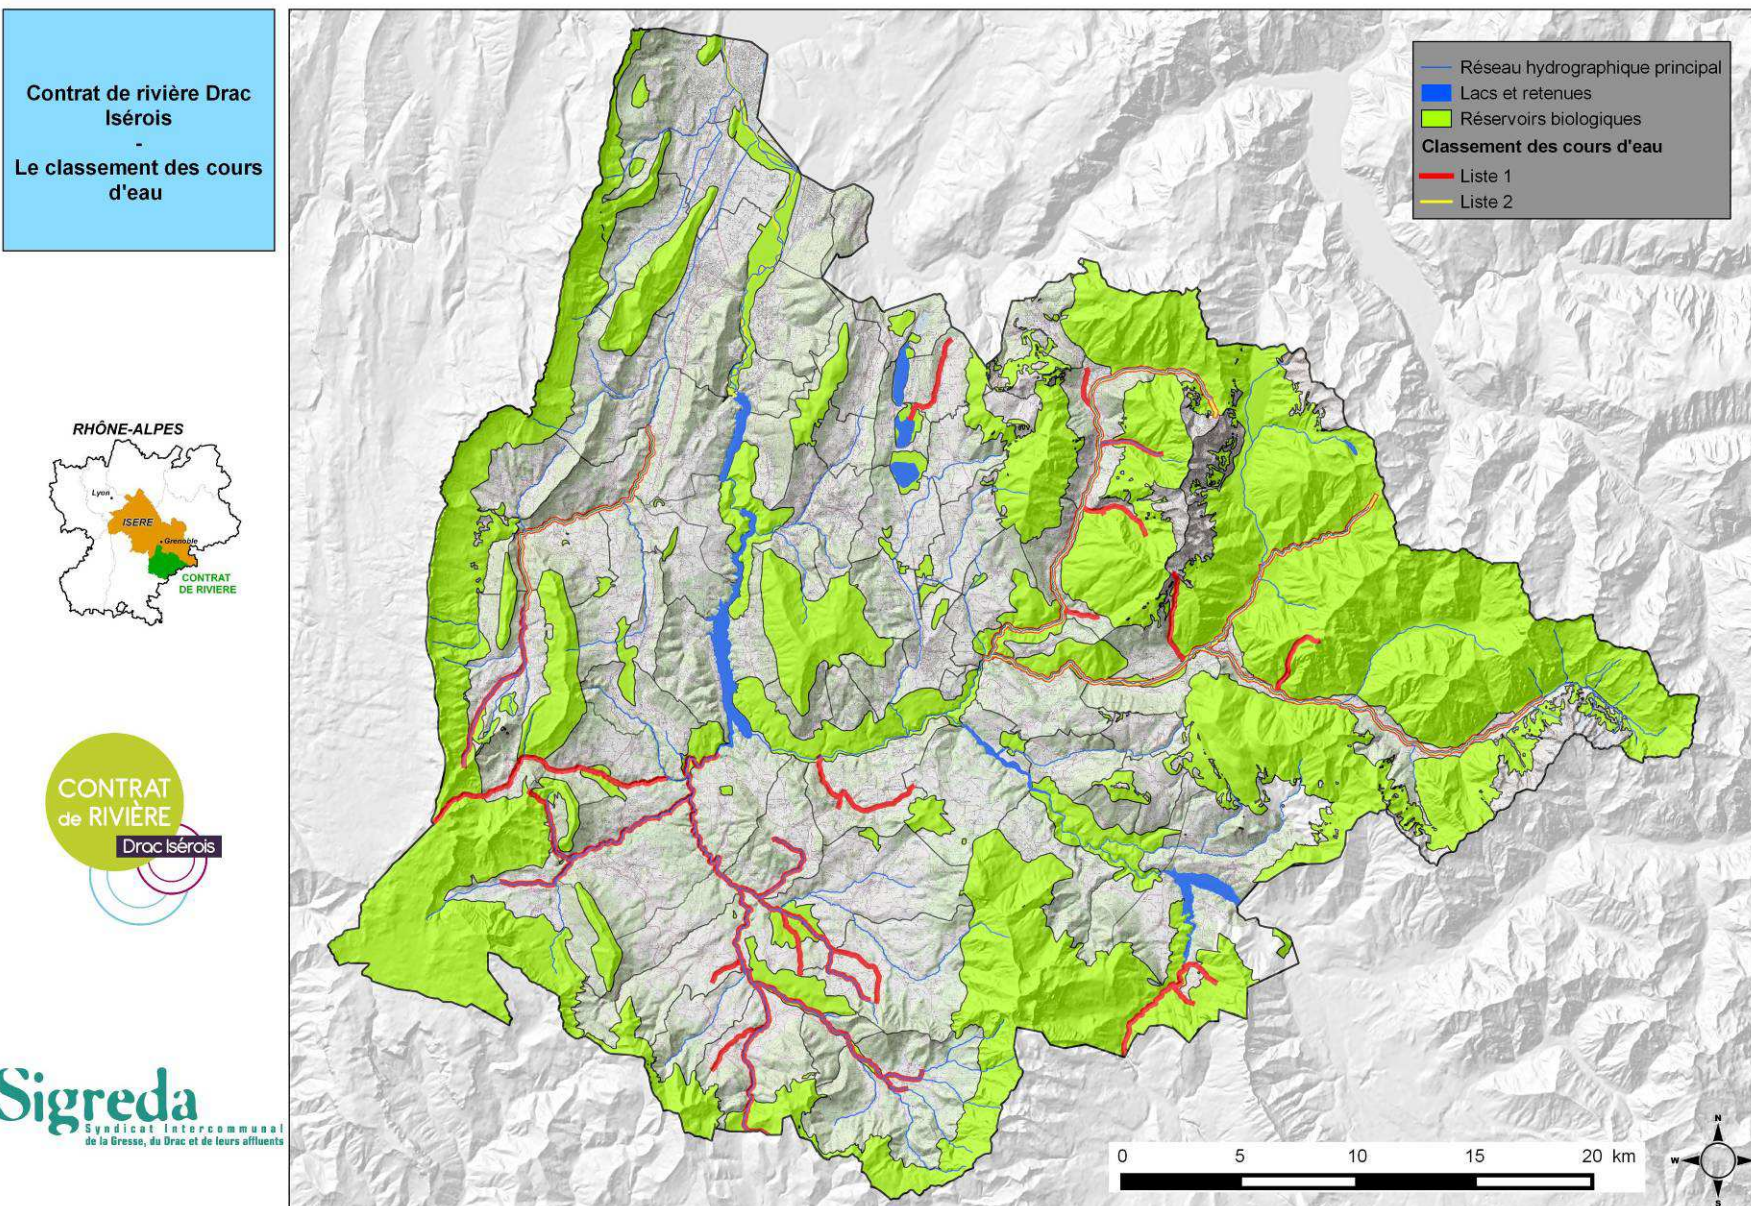 Contrat de rivière Drac
Isérois
-
Le classement des cours
d'eau
Réseau hydrographique principal
Lacs et retenues
Réservoirs biologiques
Classement des cours d'eau
Liste 1
Liste 2
RHÔNE-ALPES
Lyon
ISERE
Grenoble
CONTRAT
DE RIVIERE
CONTRAT
de RIVIÈRE
Drac Isérois
Sigreda
Syndicat Intercommunal
de la Gresse, du Drac et de leurs affluents
0 5 10 15 20 km
N
W
S